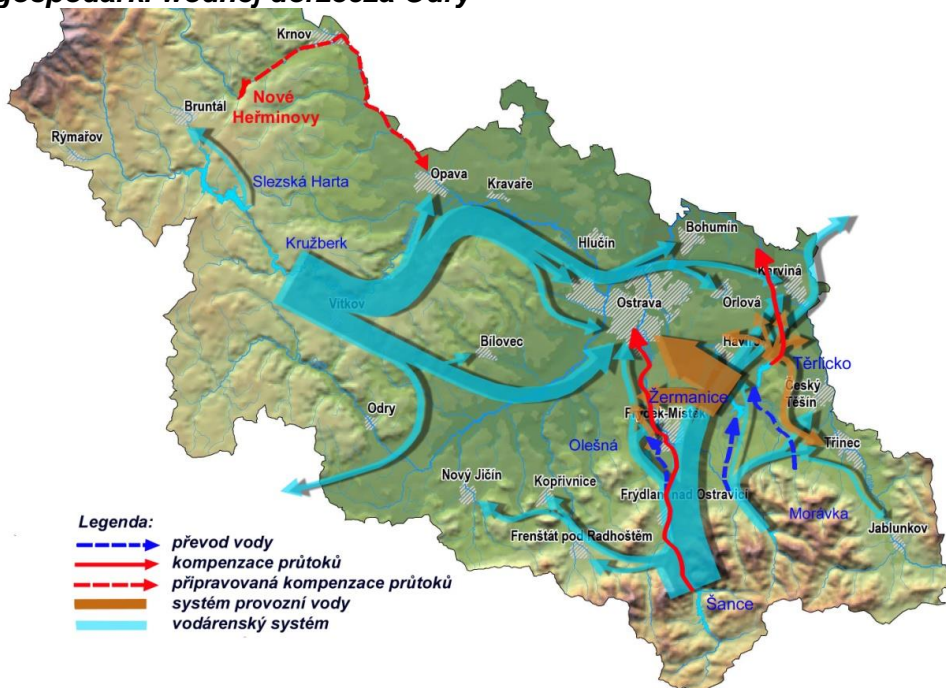 gospodarki wodnej dorzecza Odry
Krnov
Nové
Heřminovy
Bruntál
Rýmařov
Slezská Harta
Opava
Kravaře
Kružberk
Hlučín
Bohumín
Karviná
Vítkov
Ostrava
Orlová
Bílovec
Havířov
Těrlicko
Žermanice
Český
Těšín
Odry
Frýdek-Místek
Olešná
Třinec
Nový Jičín
Kopřivnice
Frýdlant nad Ostravicí
Morávka
Jablunkov
Frenštát pod Radhoštěm
Šance
Legenda:
převod vody
kompenzace průtoků
připravovaná kompenzace průtoků
systém provozní vody
vodárenský systém